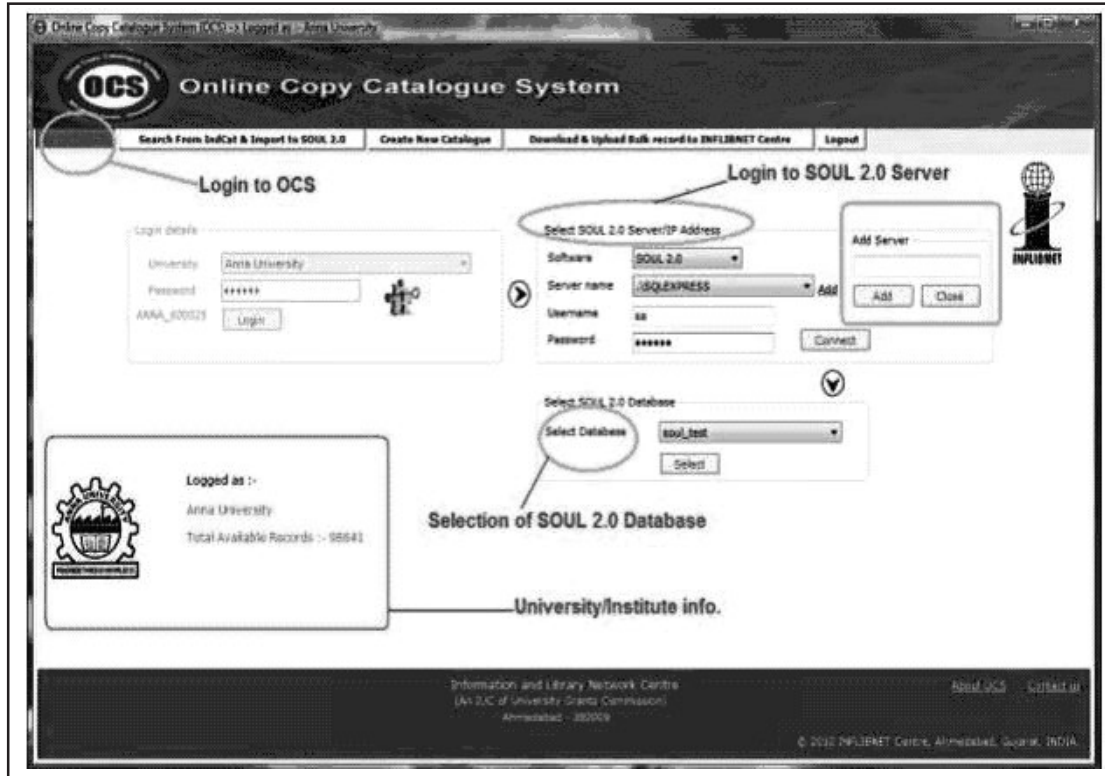 Online Copy Catalogue System (OCS) -> Logged as :- Anna University
OCS
Online Copy Catalogue System
Search From IndCat & Import to SOUL 2.0
Create New Catalogue
Download & Upload Bulk record to INFLIBNET Centre
Logout
Login to OCS
Login to SOUL 2.0 Server
INFLIBNET
Login details
University
Anna University
Password
******
ANNA_600025
Login
Select SOUL 2.0 Server/IP Address
Software
SOUL 2.0
Server name
.\SQLEXPRESS
Add
Username
sa
Password
Connect
Add Server
Add
Close
Select SOUL 2.0 Database
Select Database
soul_test
Select
Selection of SOUL 2.0 Database
ANNA UNIVERSITY
Logged as :-
Anna University
Total Available Records :- 98641
University/Institute info.
Information and Library Network Centre
(An IUC of University Grants Commission)
Ahmedabad - 380009
About OCS
Contact us
© 2010 INFLIBNET Centre, Ahmedabad, Gujarat, INDIA.